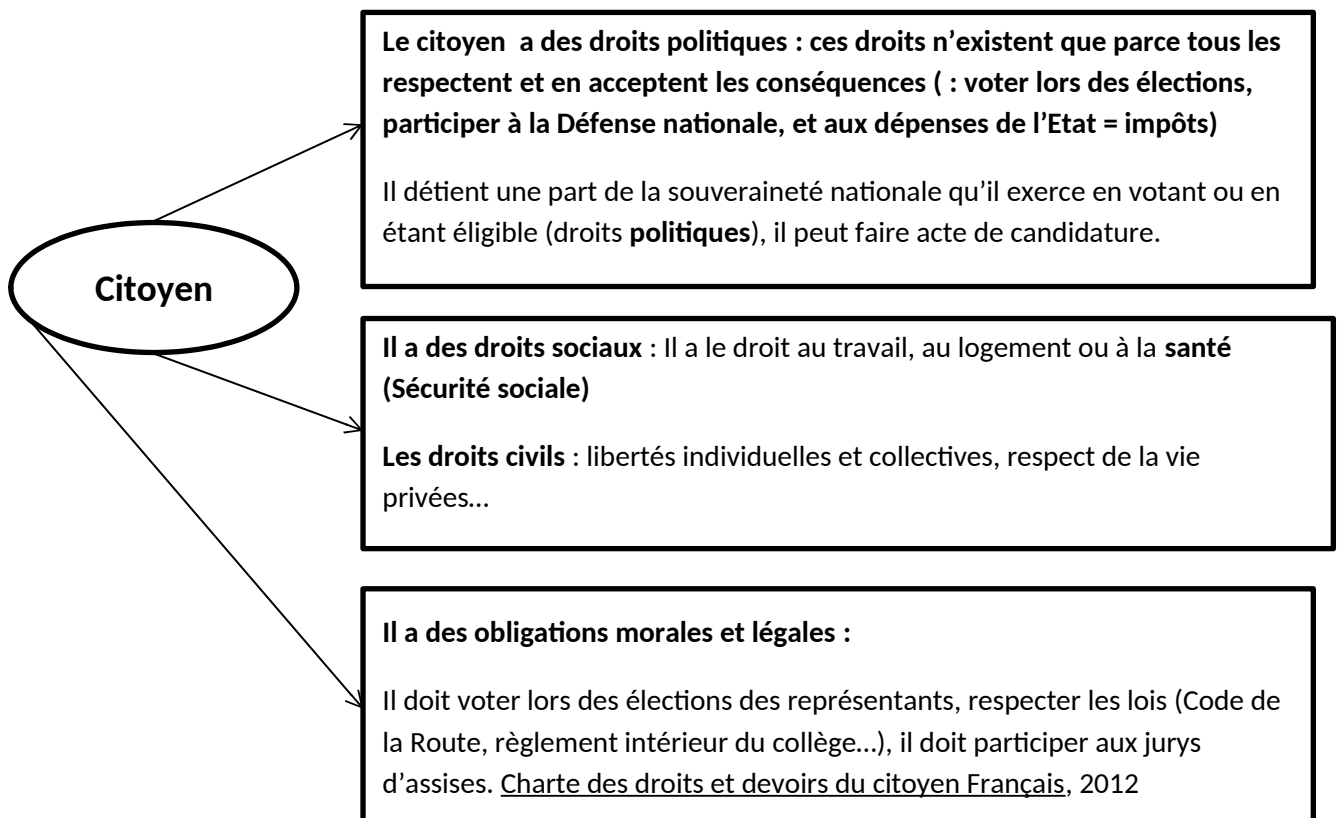 Le citoyen  a des droits politiques : ces droits n’existent que parce tous les
respectent et en acceptent les conséquences ( : voter lors des élections,
participer à la Défense nationale, et aux dépenses de l’Etat = impôts)
Il détient une part de la souveraineté nationale qu’il exerce en votant ou en
étant éligible (droits politiques), il peut faire acte de candidature.
Citoyen
Il a des droits sociaux : Il a le droit au travail, au logement ou à la santé
(Sécurité sociale)
Les droits civils : libertés individuelles et collectives, respect de la vie
privées…
Il a des obligations morales et légales :
Il doit voter lors des élections des représentants, respecter les lois (Code de
la Route, règlement intérieur du collège…), il doit participer aux jurys
d’assises. Charte des droits et devoirs du citoyen Français, 2012